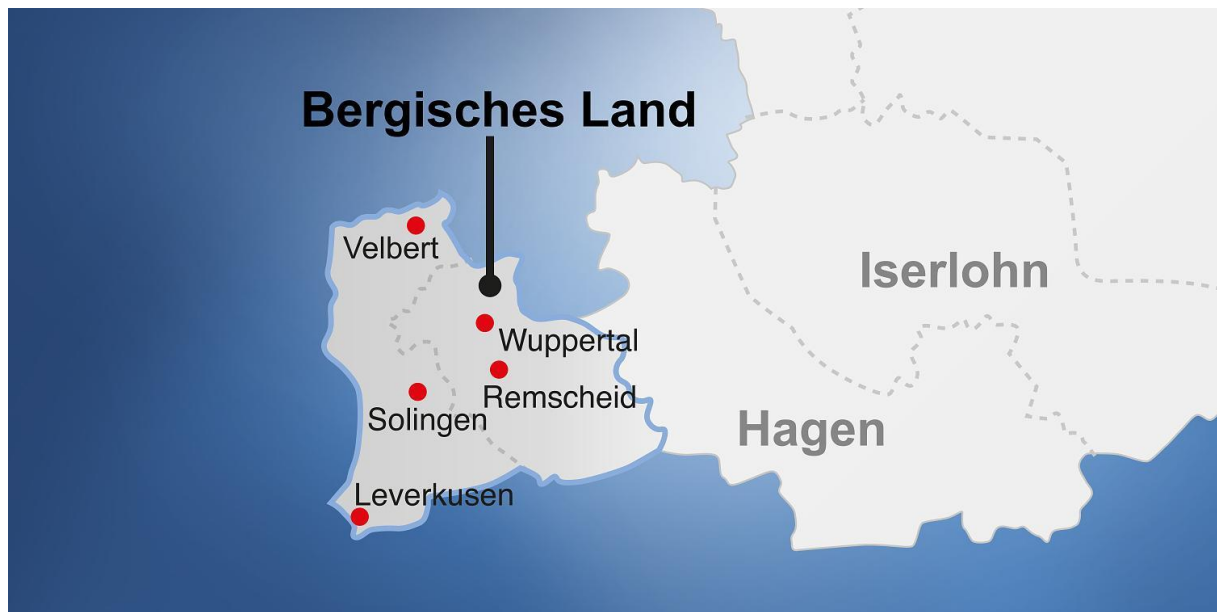 Bergisches Land
Velbert
Iserlohn
Wuppertal
Remscheid
Solingen
Hagen
Leverkusen